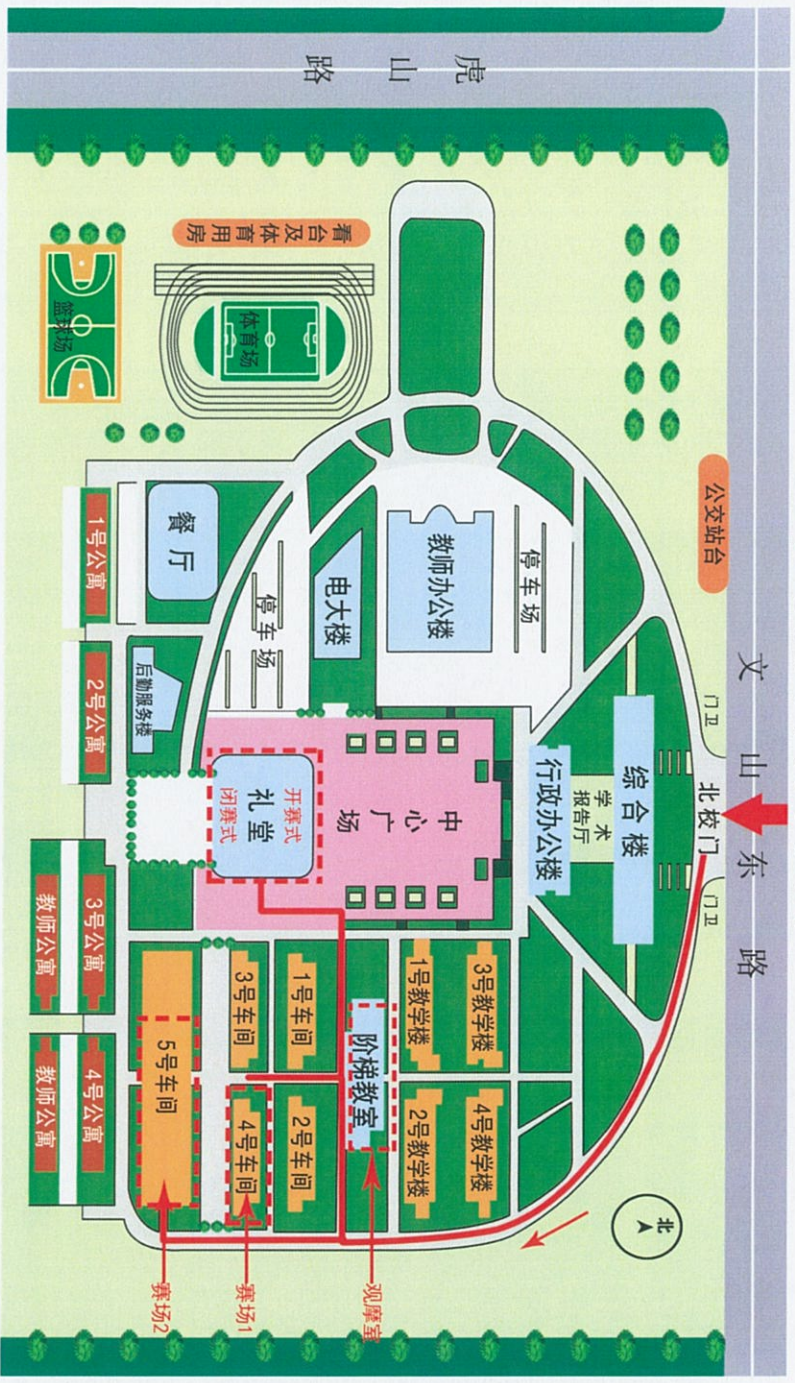 虎山路
文山东路
公交站台
看台及体育用房
体育场
篮球场
门卫
北校门
门卫
综合楼
学术
报告厅
行政办公楼
停车场
教师办公楼
电大楼
停车场
餐厅
后勤服务楼
1号公寓
2号公寓
中心广场
开赛式
礼堂
闭赛式
3号公寓
教师公寓
4号公寓
教师公寓
3号教学楼
1号教学楼
4号教学楼
2号教学楼
阶梯教室
1号车间
3号车间
2号车间
4号车间
5号车间
北
观摩室
赛场1
赛场2